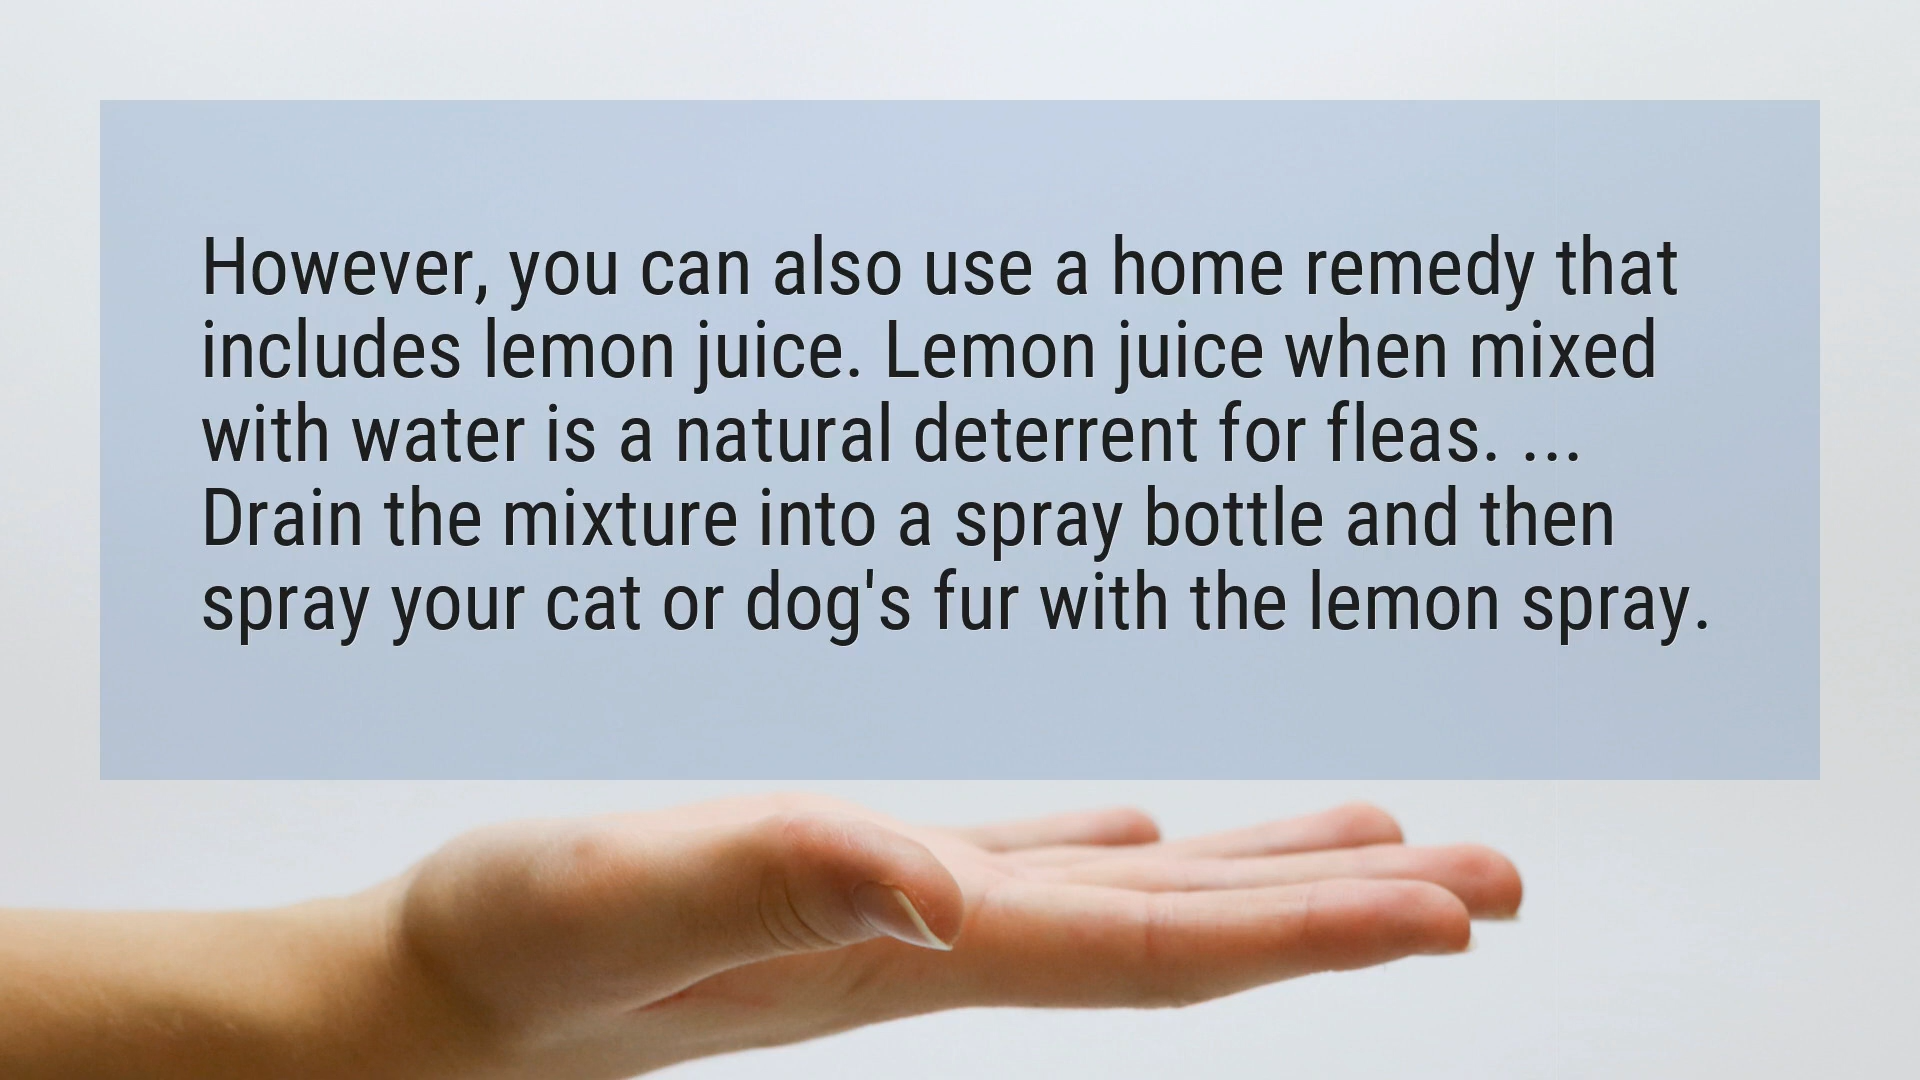 However, you can also use a home remedy that
includes lemon juice. Lemon juice when mixed
with water is a natural deterrent for fleas. ...
Drain the mixture into a spray bottle and then
spray your cat or dog's fur with the lemon spray.